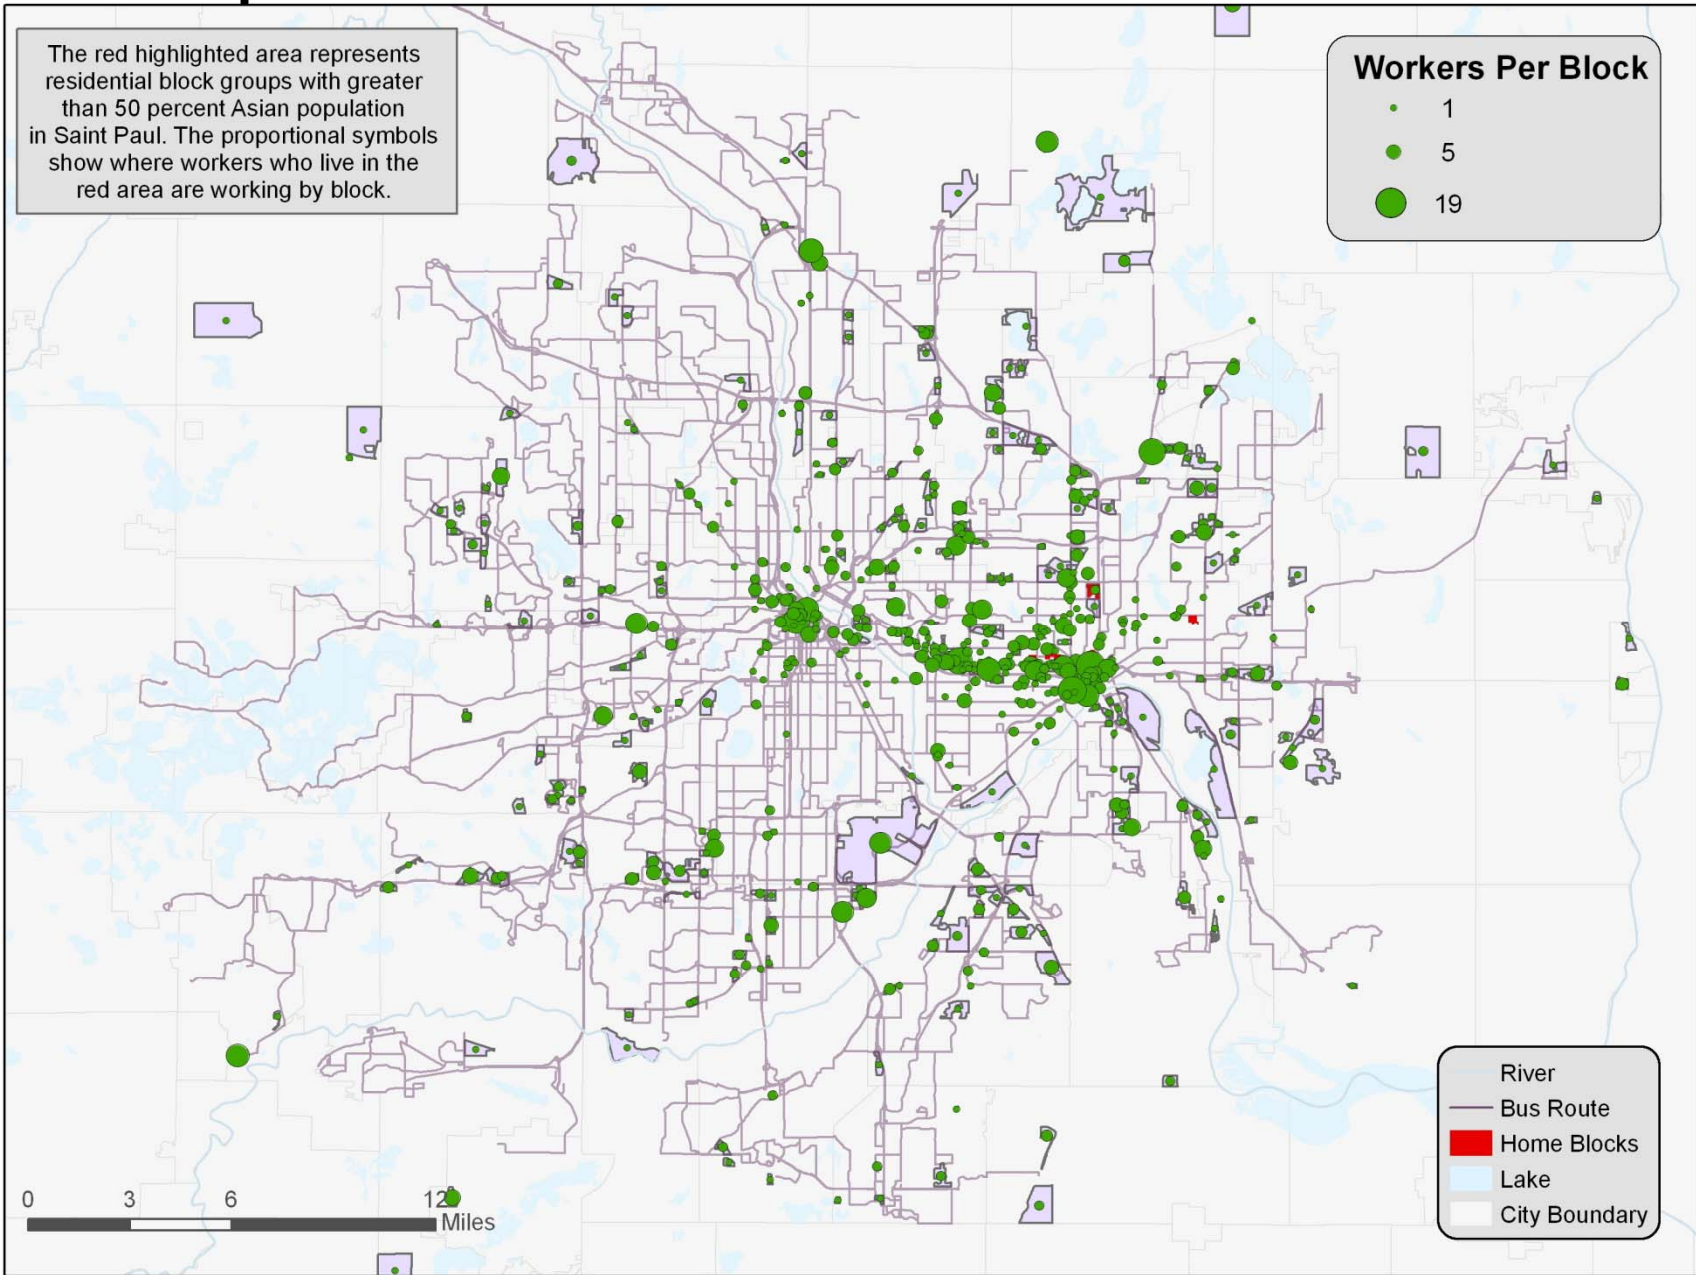 The red highlighted area represents
residential block groups with greater
than 50 percent Asian population
in Saint Paul. The proportional symbols
show where workers who live in the
red area are working by block.
Workers Per Block
1
5
19
River
Bus Route
Home Blocks
Lake
City Boundary
0 3 6 12
Miles